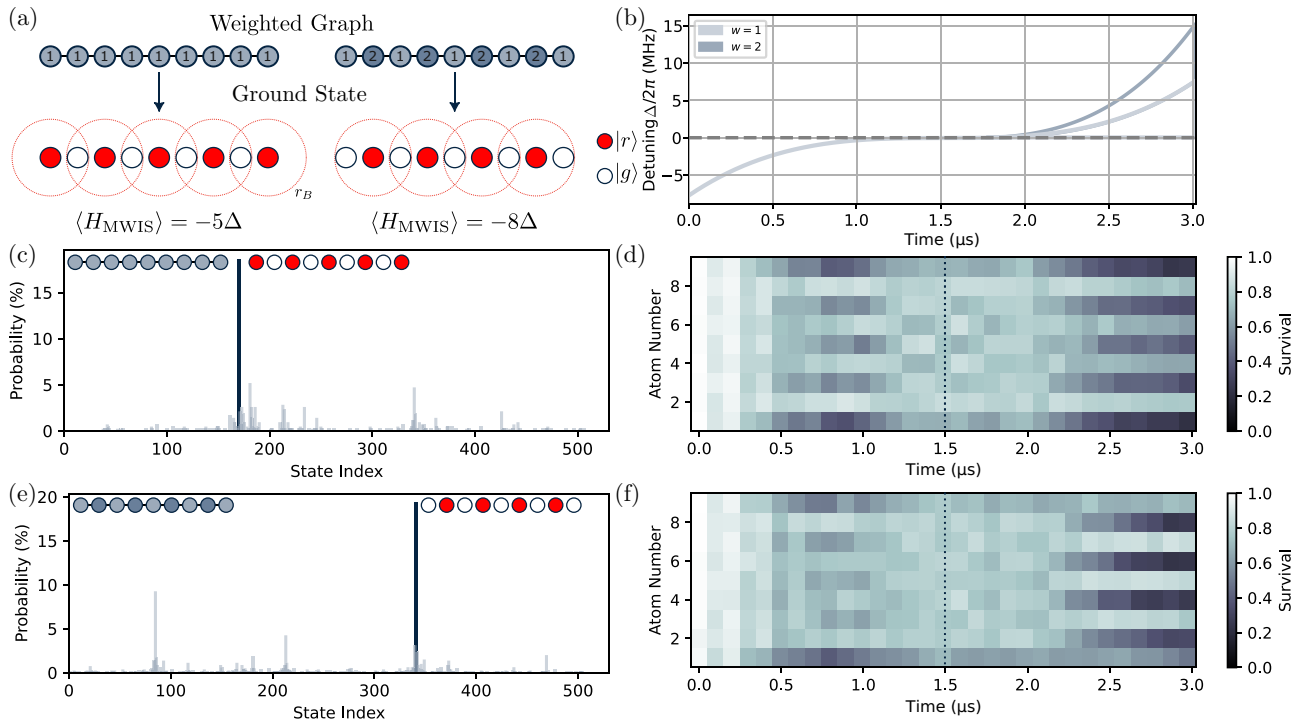 (a)
Weighted Graph
1 1 1 1 1 1 1 1 1
1 2 1 2 1 2 1 2 1
Ground State
|r⟩
|g⟩
r_B
⟨H_MWIS⟩ = −5Δ
⟨H_MWIS⟩ = −8Δ
(b)
Detuning Δ/2π (MHz)
15
10
5
0
−5
w = 1
w = 2
0.0 0.5 1.0 1.5 2.0 2.5 3.0
Time (µs)
(c)
Probability (%)
15
10
5
0
0 100 200 300 400 500
State Index
(d)
Atom Number
8
6
4
2
0.0 0.5 1.0 1.5 2.0 2.5 3.0
Time (µs)
1.0
0.8
0.6
0.4
0.2
0.0
Survival
(e)
Probability (%)
20
15
10
5
0
0 100 200 300 400 500
State Index
(f)
Atom Number
8
6
4
2
0.0 0.5 1.0 1.5 2.0 2.5 3.0
Time (µs)
1.0
0.8
0.6
0.4
0.2
0.0
Survival